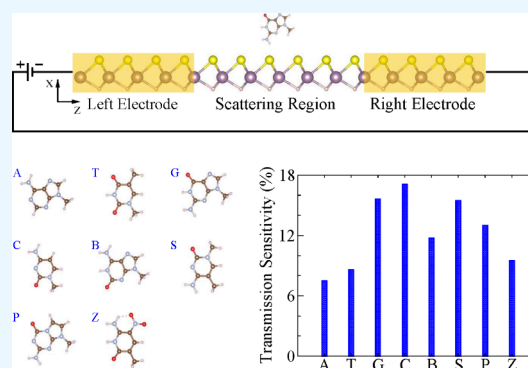 + −
X
Z
Left Electrode Scattering Region Right Electrode
A T G
C B S
P Z
Transmission Sensitivity (%)
18
12
6
0
A T G C B S P Z